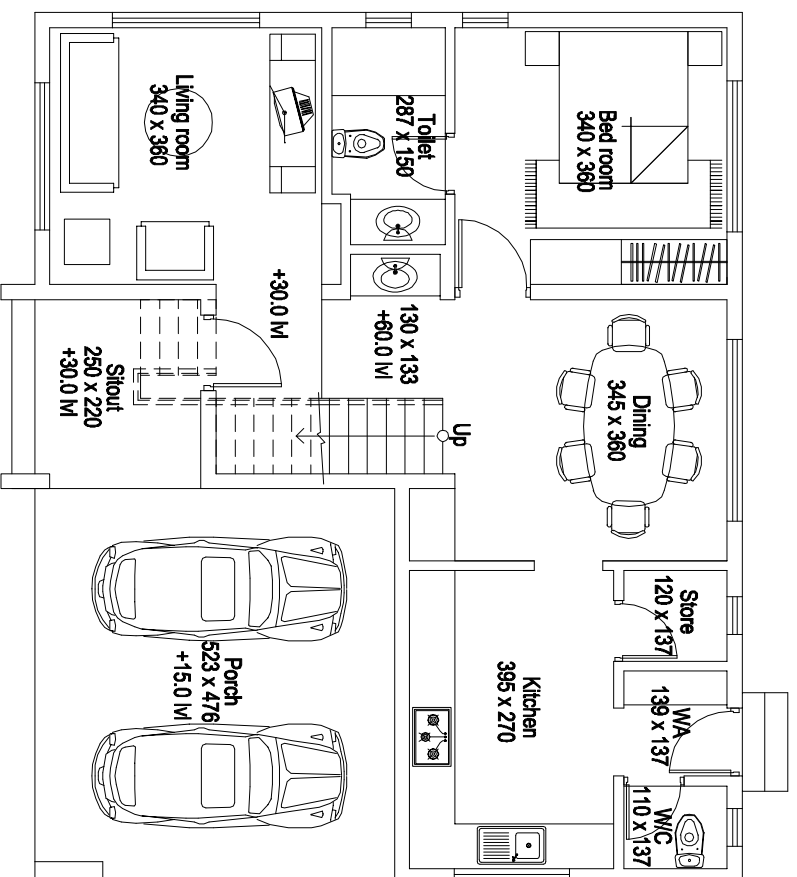 Living room
340 x 360
Toilet
287 x 150
Bed room
340 x 360
+30.0 lvl
130 x 133
+60.0 lvl
Sitout
250 x 220
+30.0 lvl
Up
Dining
345 x 360
Store
120 x 137
Porch
523 x 476
+15.0 lvl
Kitchen
395 x 270
WA
139 x 137
W/C
110 x 137